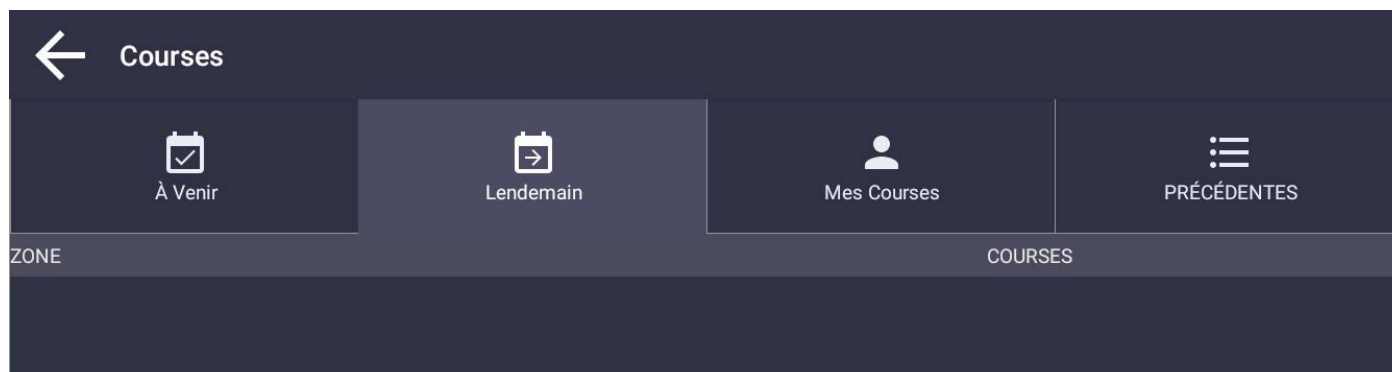 Courses
À Venir
Lendemain
Mes Courses
PRÉCÉDENTES
ZONE
COURSES